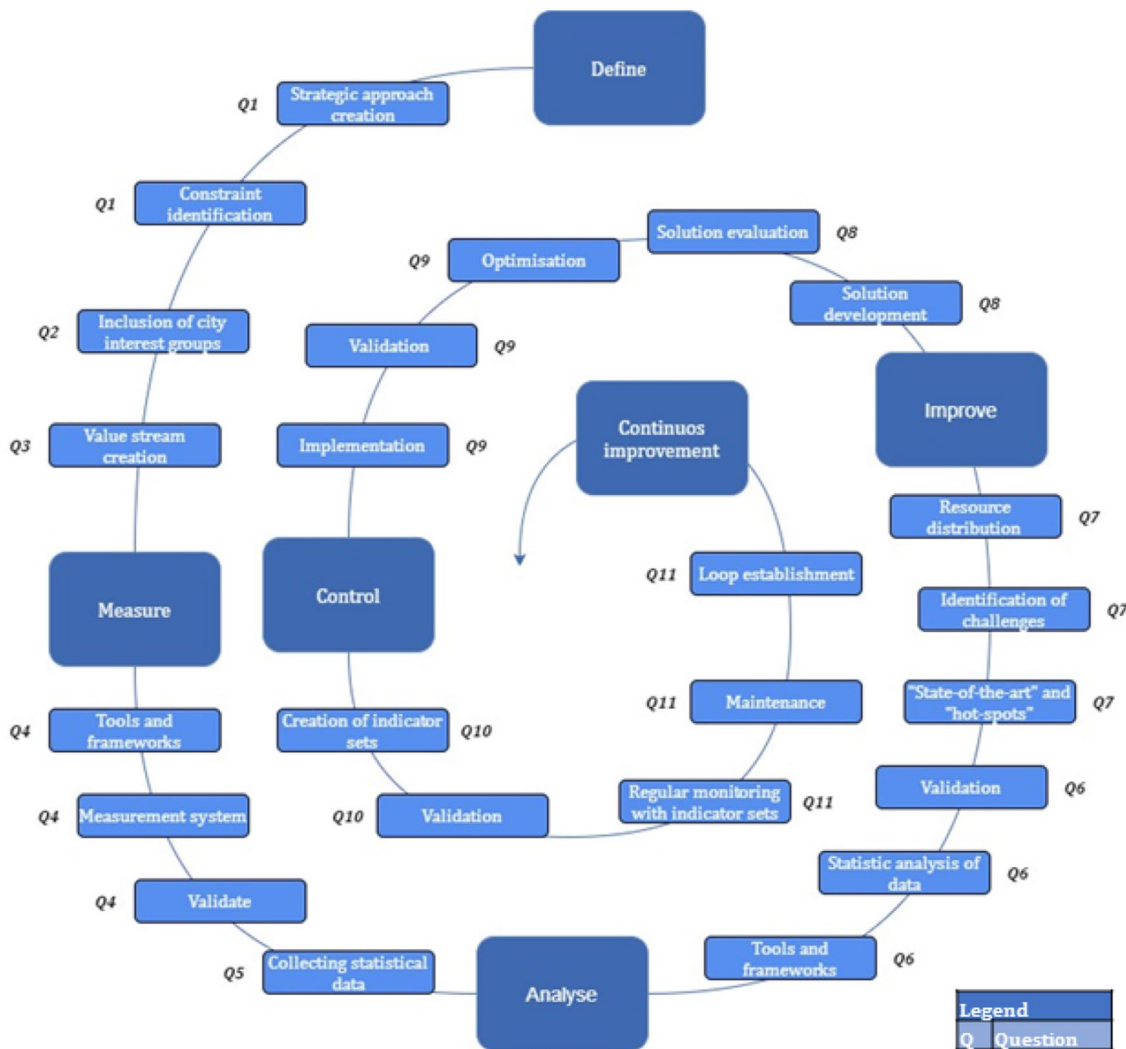 Define
Q1
Strategic approach
creation
Q1
Constraint
identification
Q2
Inclusion of city
interest groups
Q3
Value stream
creation
Measure
Q4
Tools and
frameworks
Q4
Measurement system
Q4
Validate
Q5
Collecting statistical
data
Analyse
Tools and
frameworks
Q6
Statistic analysis of
data
Q6
Validation
Q6
"State-of-the-art" and
"hot-spots"
Q7
Identification of
challenges
Q7
Resource
distribution
Q7
Improve
Solution
development
Q8
Solution evaluation
Q8
Q9
Optimisation
Validation
Q9
Implementation
Q9
Control
Creation of indicator
sets
Q10
Q10
Validation
Regular monitoring
with indicator sets
Q11
Q11
Maintenance
Q11
Loop establishment
Continuos
improvement
Legend
Q Question